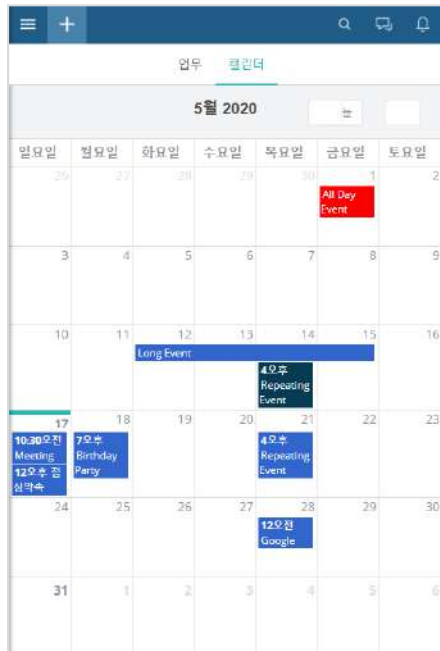 업무 캘린더
5월 2020
일요일 월요일 화요일 수요일 목요일 금요일 토요일
26 27 28 29 30 1 2
All Day
Event
3 4 5 6 7 8 9
10 11 12 13 14 15 16
Long Event
4오후
Repeating
Event
17 18 19 20 21 22 23
10:30오전 7오후 4오후
Meeting Birthday Repeating
12오후 점 Party Event
심약속
24 25 26 27 28 29 30
12오전
Google
31 1 2 3 4 5 6